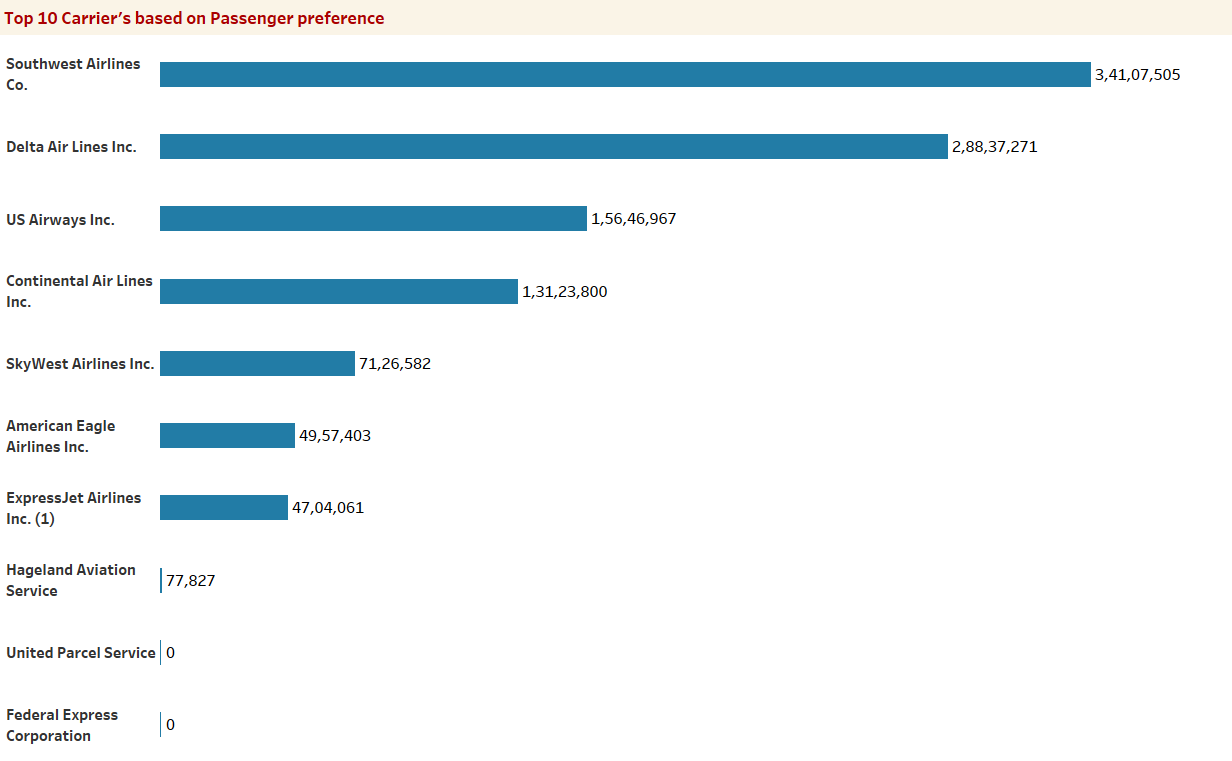 Top 10 Carrier’s based on Passenger preference
Southwest Airlines
Co.
3,41,07,505
Delta Air Lines Inc.
2,88,37,271
US Airways Inc.
1,56,46,967
Continental Air Lines
Inc.
1,31,23,800
SkyWest Airlines Inc.
71,26,582
American Eagle
Airlines Inc.
49,57,403
ExpressJet Airlines
Inc. (1)
47,04,061
Hageland Aviation
Service
77,827
United Parcel Service
0
Federal Express
Corporation
0